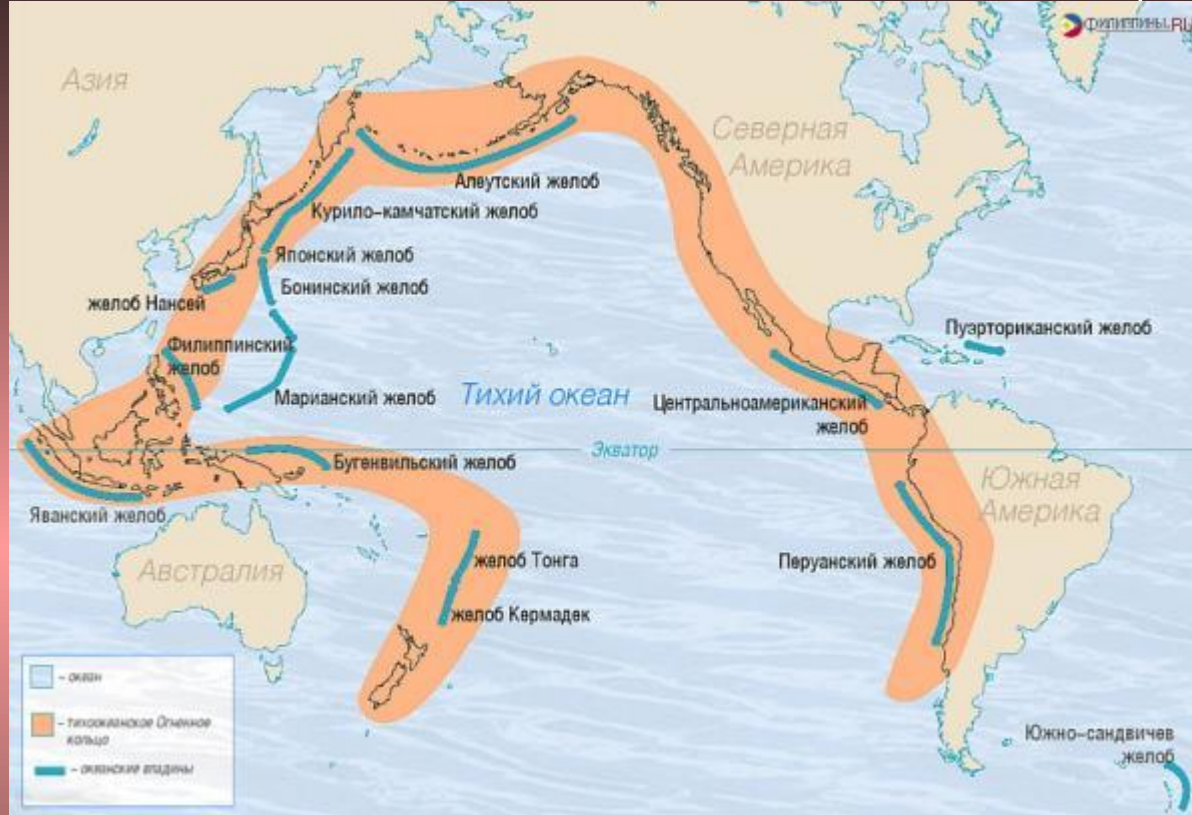 ФИЛИППИНЫ.RU
Азия
Северная
Америка
Алеутский желоб
Курило-камчатский желоб
Японский желоб
Бонинский желоб
желоб Нансей
Пуэрториканский желоб
Филиппинский
желоб
Марианский желоб
Тихий океан
Центральноамериканский
желоб
Экватор
Бугенвильский желоб
Южная
Америка
Яванский желоб
Австралия
желоб Тонга
Перуанский желоб
желоб Кермадек
– океан
– тихоокеанское Огненное
кольцо
– океанские впадины
Южно-сандвичев
желоб